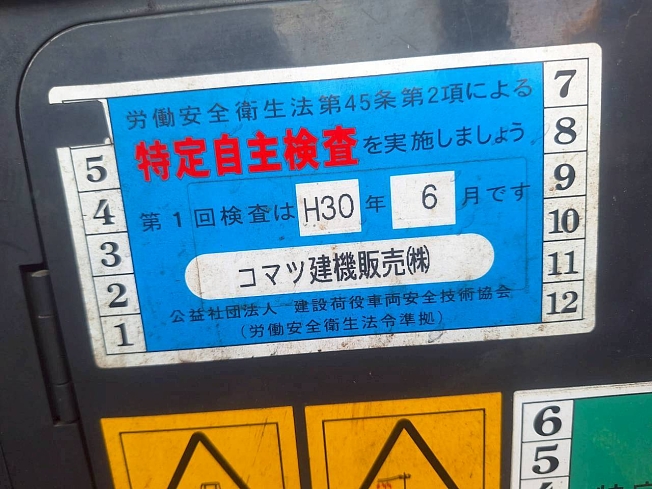 労働安全衛生法第45条第2項による
特定自主検査を実施しましょう
第1回検査は H30 年 6 月です
コマツ建機販売㈱
公益社団法人 建設荷役車両安全技術協会
(労働安全衛生法令準拠)
5
4
3
2
1
7
8
9
10
11
12
6
5